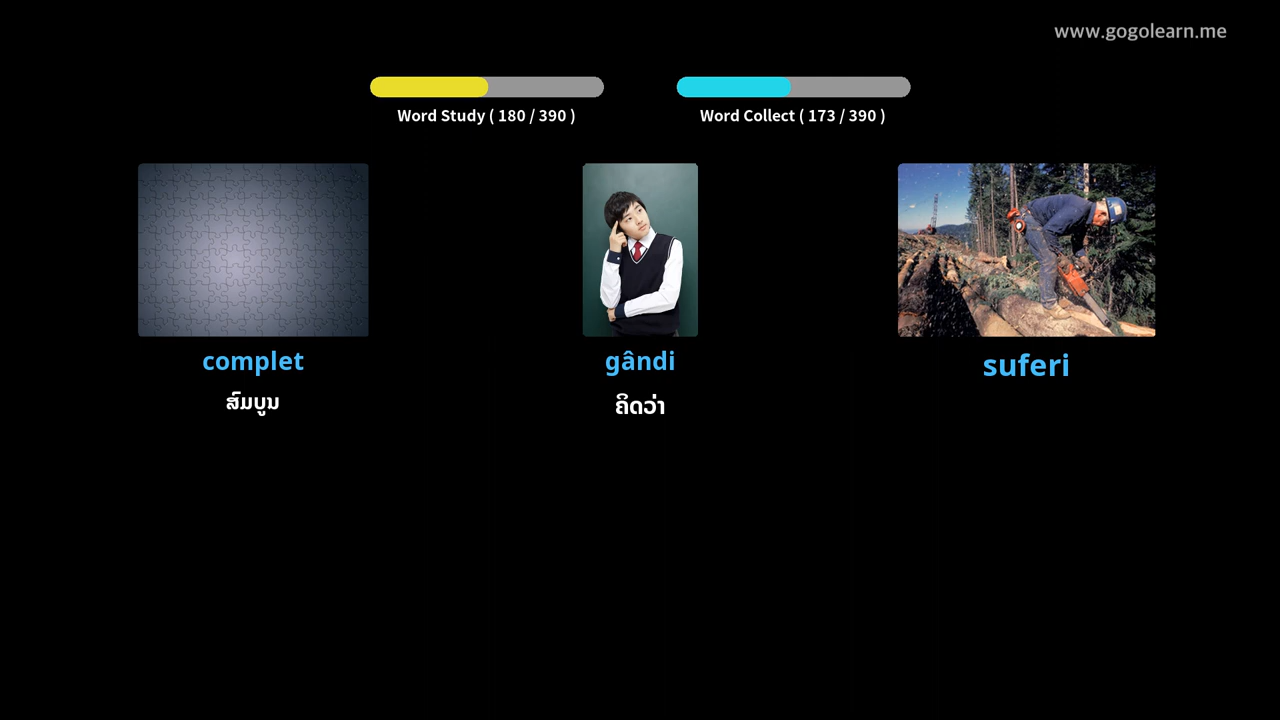 www.gogolearn.me
Word Study ( 180 / 390 )
Word Collect ( 173 / 390 )
complet
ສົມບູນ
gândi
ຄິດວ່າ
suferi